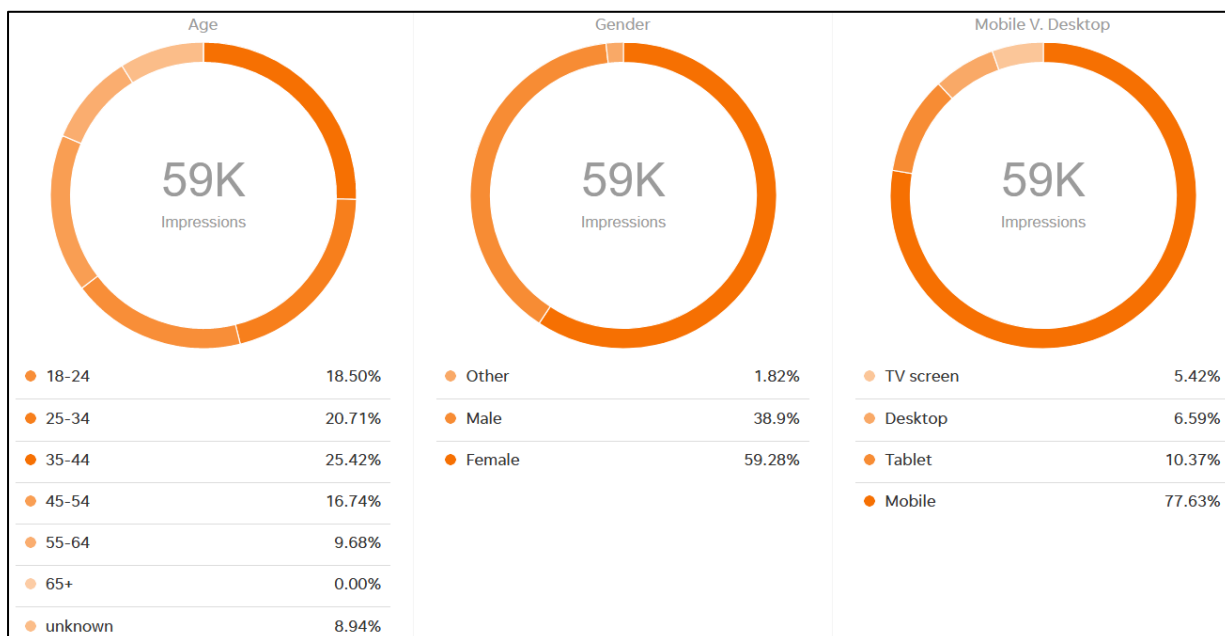 Age
59K
Impressions
18-24 18.50%
25-34 20.71%
35-44 25.42%
45-54 16.74%
55-64 9.68%
65+ 0.00%
unknown 8.94%
Gender
59K
Impressions
Other 1.82%
Male 38.9%
Female 59.28%
Mobile V. Desktop
59K
Impressions
TV screen 5.42%
Desktop 6.59%
Tablet 10.37%
Mobile 77.63%